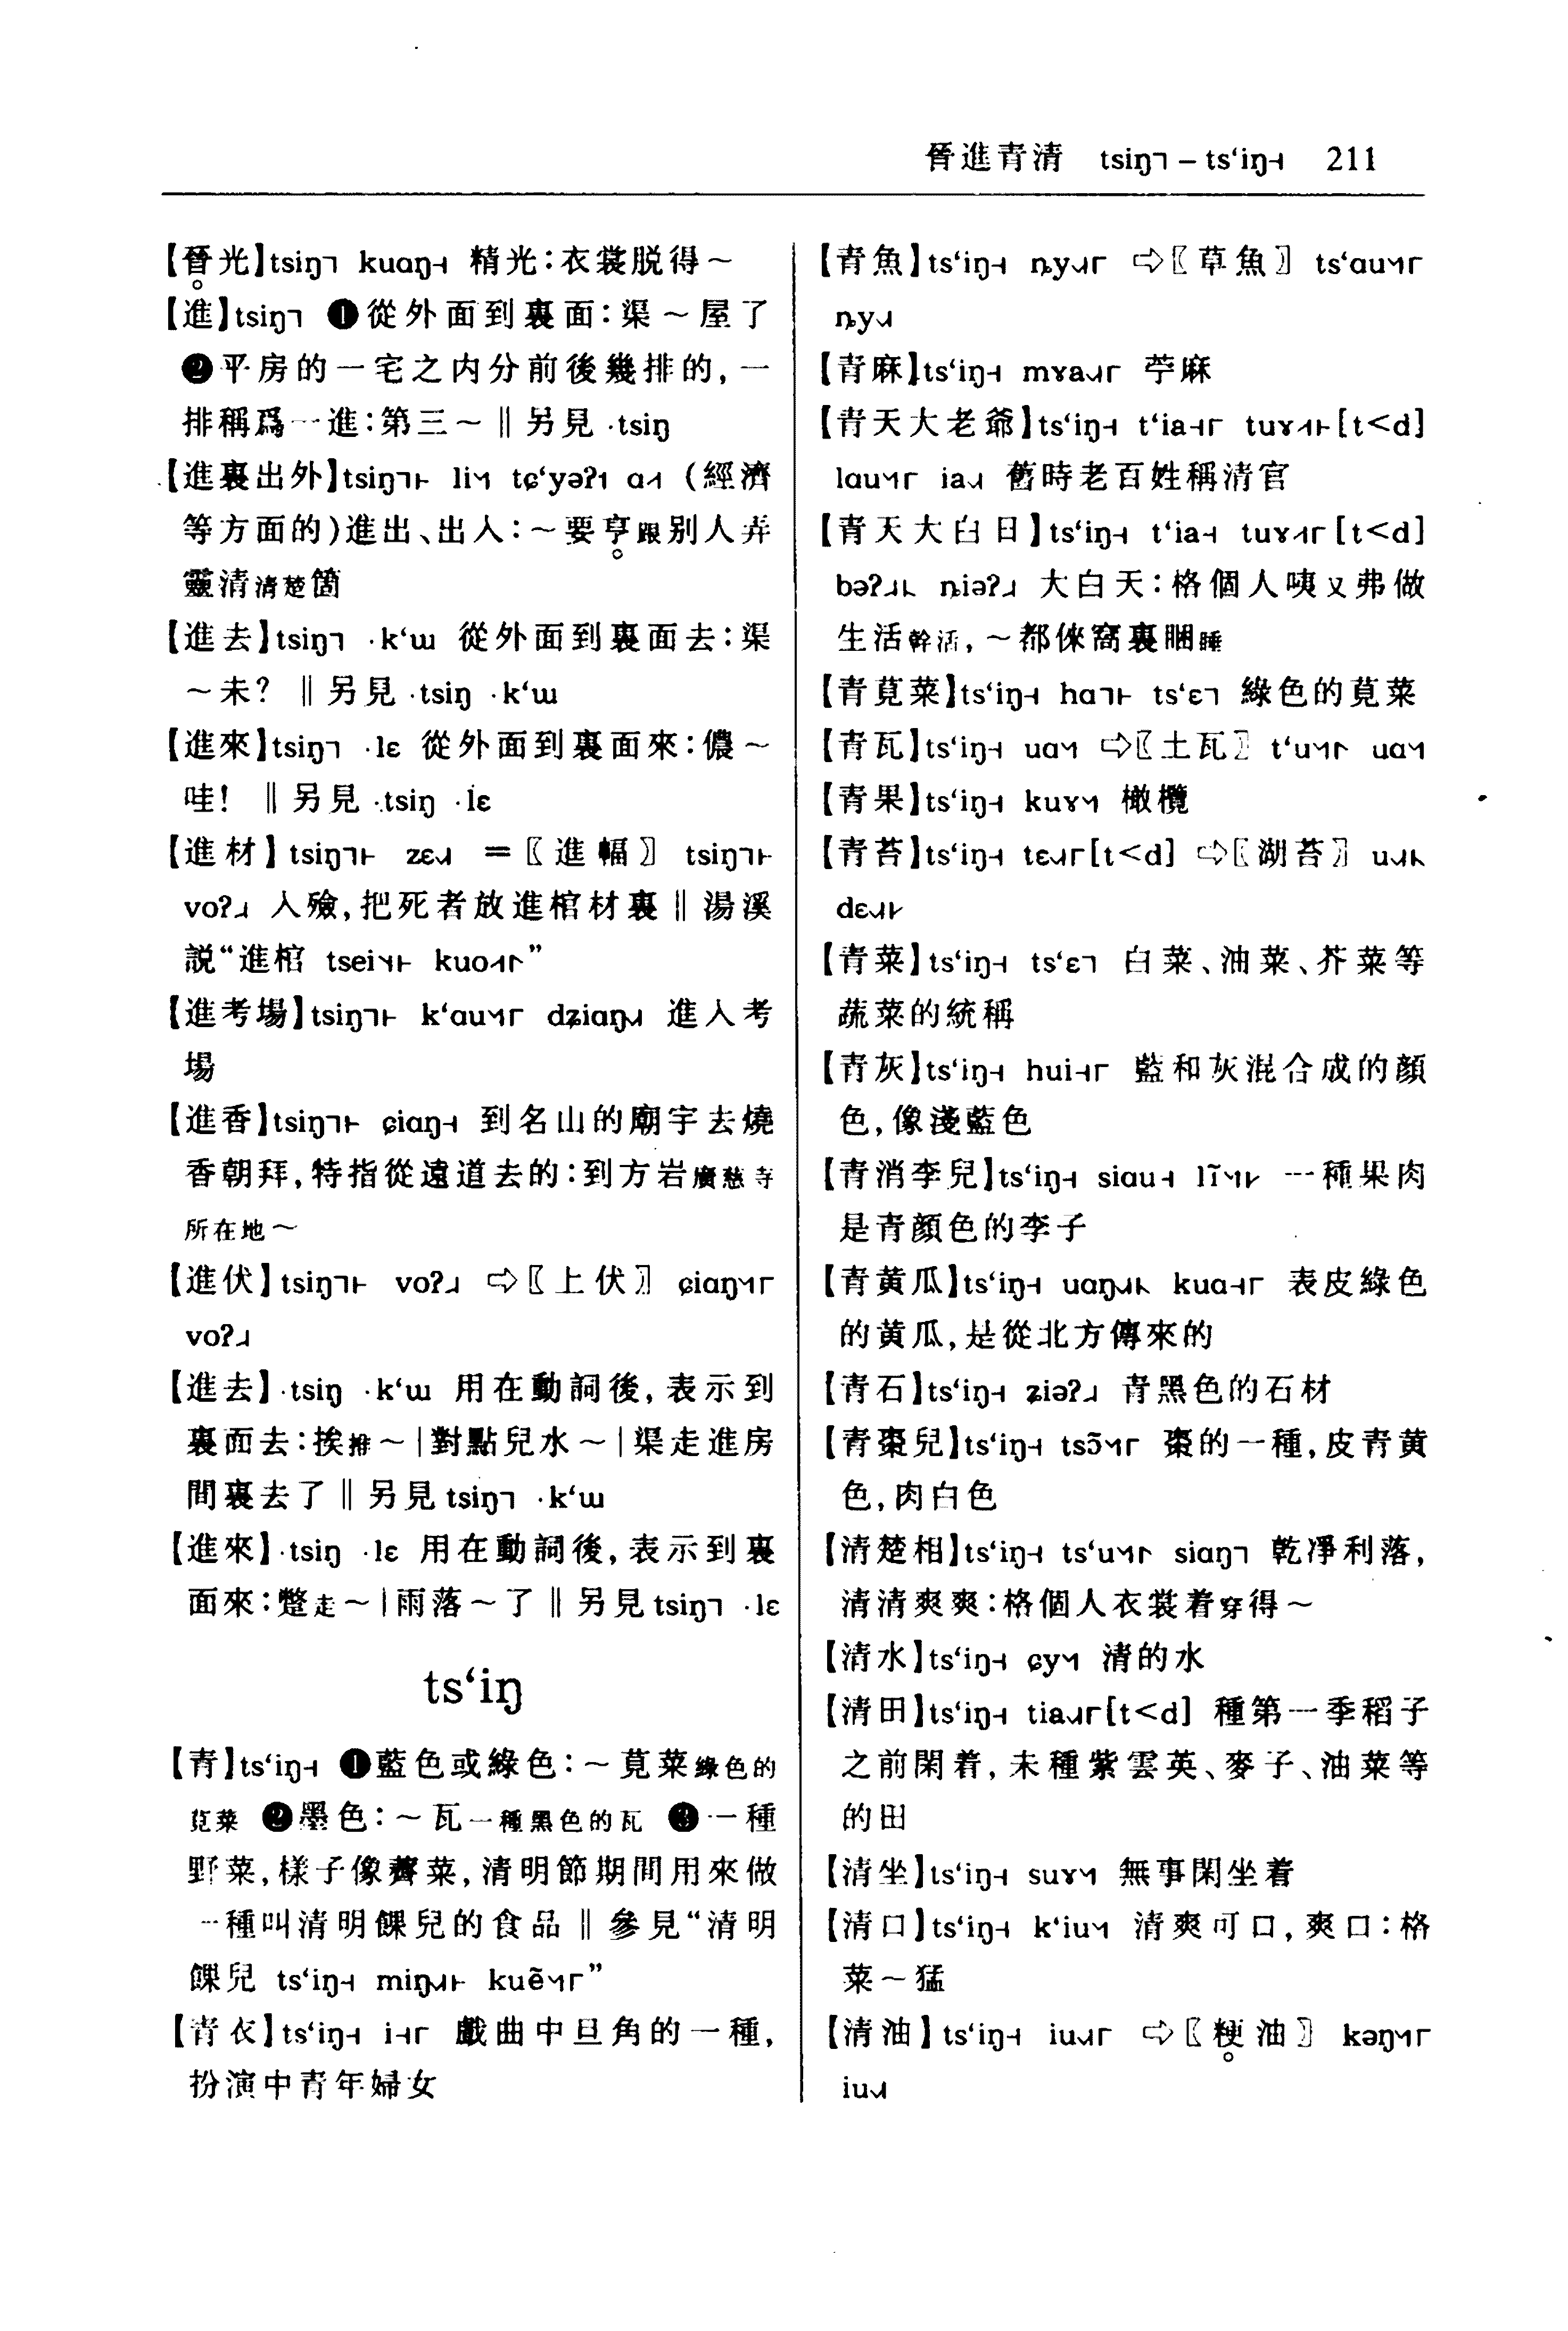 晉進青清　tsiŋ˥ – ts‘iŋ˧˧˦　211
【晉光】tsiŋ˥ kuɑŋ˧˧˦ 精光：衣裳脱得～
【進】tsiŋ˥ ❶從外面到裏面：渠～屋了
❷平房的一宅之内分前後幾排的，一
排稱爲一進：第三～‖另見 ·tsiŋ
【進裏出外】tsiŋ˥꜔ li˥˧˥ tɕ‘yəʔ˦ ɑ˩˦ （經濟
等方面的）進出、出入：～要亨跟别人弄
靈清清楚箇
【進去】tsiŋ˥ ·k‘ɯ 從外面到裏面去：渠
～未？ ‖另見 ·tsiŋ ·k‘ɯ
【進來】tsiŋ˥ ·lɛ 從外面到裏面來：儂～
哇！ ‖另見 ·tsiŋ ·lɛ
【進材】tsiŋ˥꜔ zɛ˧˩˧ ＝〖進輻〗 tsiŋ˥꜔
voʔ˨˩˨ 入殮，把死者放進棺材裏‖湯溪
説“進棺 tsei˥˨꜔ kuo˨˦꜓꜔”
【進考場】tsiŋ˥꜔ k‘ɑu˥˧˥꜒ dʑiɑŋ˧˩˧ 進入考
場
【進香】tsiŋ˥꜔ ɕiɑŋ˧˧˦ 到名山的廟宇去燒
香朝拜，特指從遠道去的：到方岩廣慈寺
所在地～
【進伏】tsiŋ˥꜔ voʔ˨˩˨ ⇨〖上伏〗 ɕiɑŋ˥˧˥꜒
voʔ˨˩˨
【進去】·tsiŋ ·k‘ɯ 用在動詞後，表示到
裏面去：挨推～｜對點兒水～｜渠走進房
間裏去了‖另見 tsiŋ˥ ·k‘ɯ
【進來】·tsiŋ ·lɛ 用在動詞後，表示到裏
面來：蹩走～｜雨落～了‖另見 tsiŋ˥ ·lɛ
ts‘iŋ
【青】ts‘iŋ˧˧˦ ❶藍色或綠色：～莧菜綠色的
莧菜 ❷墨色：～瓦一種黑色的瓦 ❸一種
野菜，樣子像薺菜，清明節期間用來做
一種叫清明餜兒的食品‖參見“清明
餜兒 ts‘iŋ˧˧˦ miŋ˧˩˧꜔ kuẽ˥˧˥꜒”
【青衣】ts‘iŋ˧˧˦ i˧˧˦꜒ 戲曲中旦角的一種，
扮演中青年婦女
【青魚】ts‘iŋ˧˧˦ ȵy˧˩˧꜒ ⇨〖草魚〗 ts‘ɑu˥˧˥꜒
ȵy˧˩˧
【青麻】ts‘iŋ˧˧˦ mɤa˧˩˧꜒ 苧麻
【青天大老爺】ts‘iŋ˧˧˦ t‘ia˧˧˦꜒ tuɤ˩˦꜔[t<d]
lɑu˥˧˥꜒ ia˧˩˧ 舊時老百姓稱清官
【青天大白日】ts‘iŋ˧˧˦ t‘ia˧˧˦ tuɤ˩˦꜒[t<d]
bəʔ˨˩˨꜕꜖ ȵiəʔ˨˩˨ 大白天：格個人咦又弗做
生活幹活，～都倈窩裏睏睡
【青莧菜】ts‘iŋ˧˧˦ hɑ˥꜔ ts‘ɛ˥ 綠色的莧菜
【青瓦】ts‘iŋ˧˧˦ uɑ˥˧˥ ⇨〖土瓦〗 t‘u˥˧˥꜓꜒ uɑ˥˧˥
【青果】ts‘iŋ˧˧˦ kuɤ˥˧˥ 橄欖
【青苔】ts‘iŋ˧˧˦ tɛ˧˩˧꜒[t<d] ⇨〖湖苔〗 u˧˩˧꜔꜖
dɛ˧˩˧꜖꜓
【青菜】ts‘iŋ˧˧˦ ts‘ɛ˥ 白菜、油菜、芥菜等
蔬菜的統稱
【青灰】ts‘iŋ˧˧˦ hui˧˧˦꜒ 藍和灰混合成的顔
色，像淺藍色
【青消李兒】ts‘iŋ˧˧˦ siɑu˧˧˦ lĩ˥˧˥꜖꜓ 一種果肉
是青顔色的李子
【青黄瓜】ts‘iŋ˧˧˦ uɑŋ˧˩˧꜔꜖ kuɑ˧˧˦꜒ 表皮綠色
的黄瓜，是從北方傳來的
【青石】ts‘iŋ˧˧˦ ʑiəʔ˨˩˨ 青黑色的石材
【青棗兒】ts‘iŋ˧˧˦ tsɔ̃˥˧˥꜒ 棗的一種，皮青黄
色，肉白色
【清楚相】ts‘iŋ˧˧˦ ts‘u˥˧˥꜓꜒ siɑŋ˥ 乾凈利落，
清清爽爽：格個人衣裳着穿得～
【清水】ts‘iŋ˧˧˦ ɕy˥˧˥ 清的水
【清田】ts‘iŋ˧˧˦ tia˧˩˧꜒[t<d] 種第一季稻子
之前閑着，未種紫雲英、麥子、油菜等
的田
【清坐】ts‘iŋ˧˧˦ suɤ˥˧˥ 無事閑坐着
【清口】ts‘iŋ˧˧˦ k‘iu˥˧˥ 清爽可口，爽口：格
菜～猛
【清油】ts‘iŋ˧˧˦ iu˧˩˧꜒ ⇨〖粳油〗 kəŋ˥˧˥꜒
iu˧˩˧